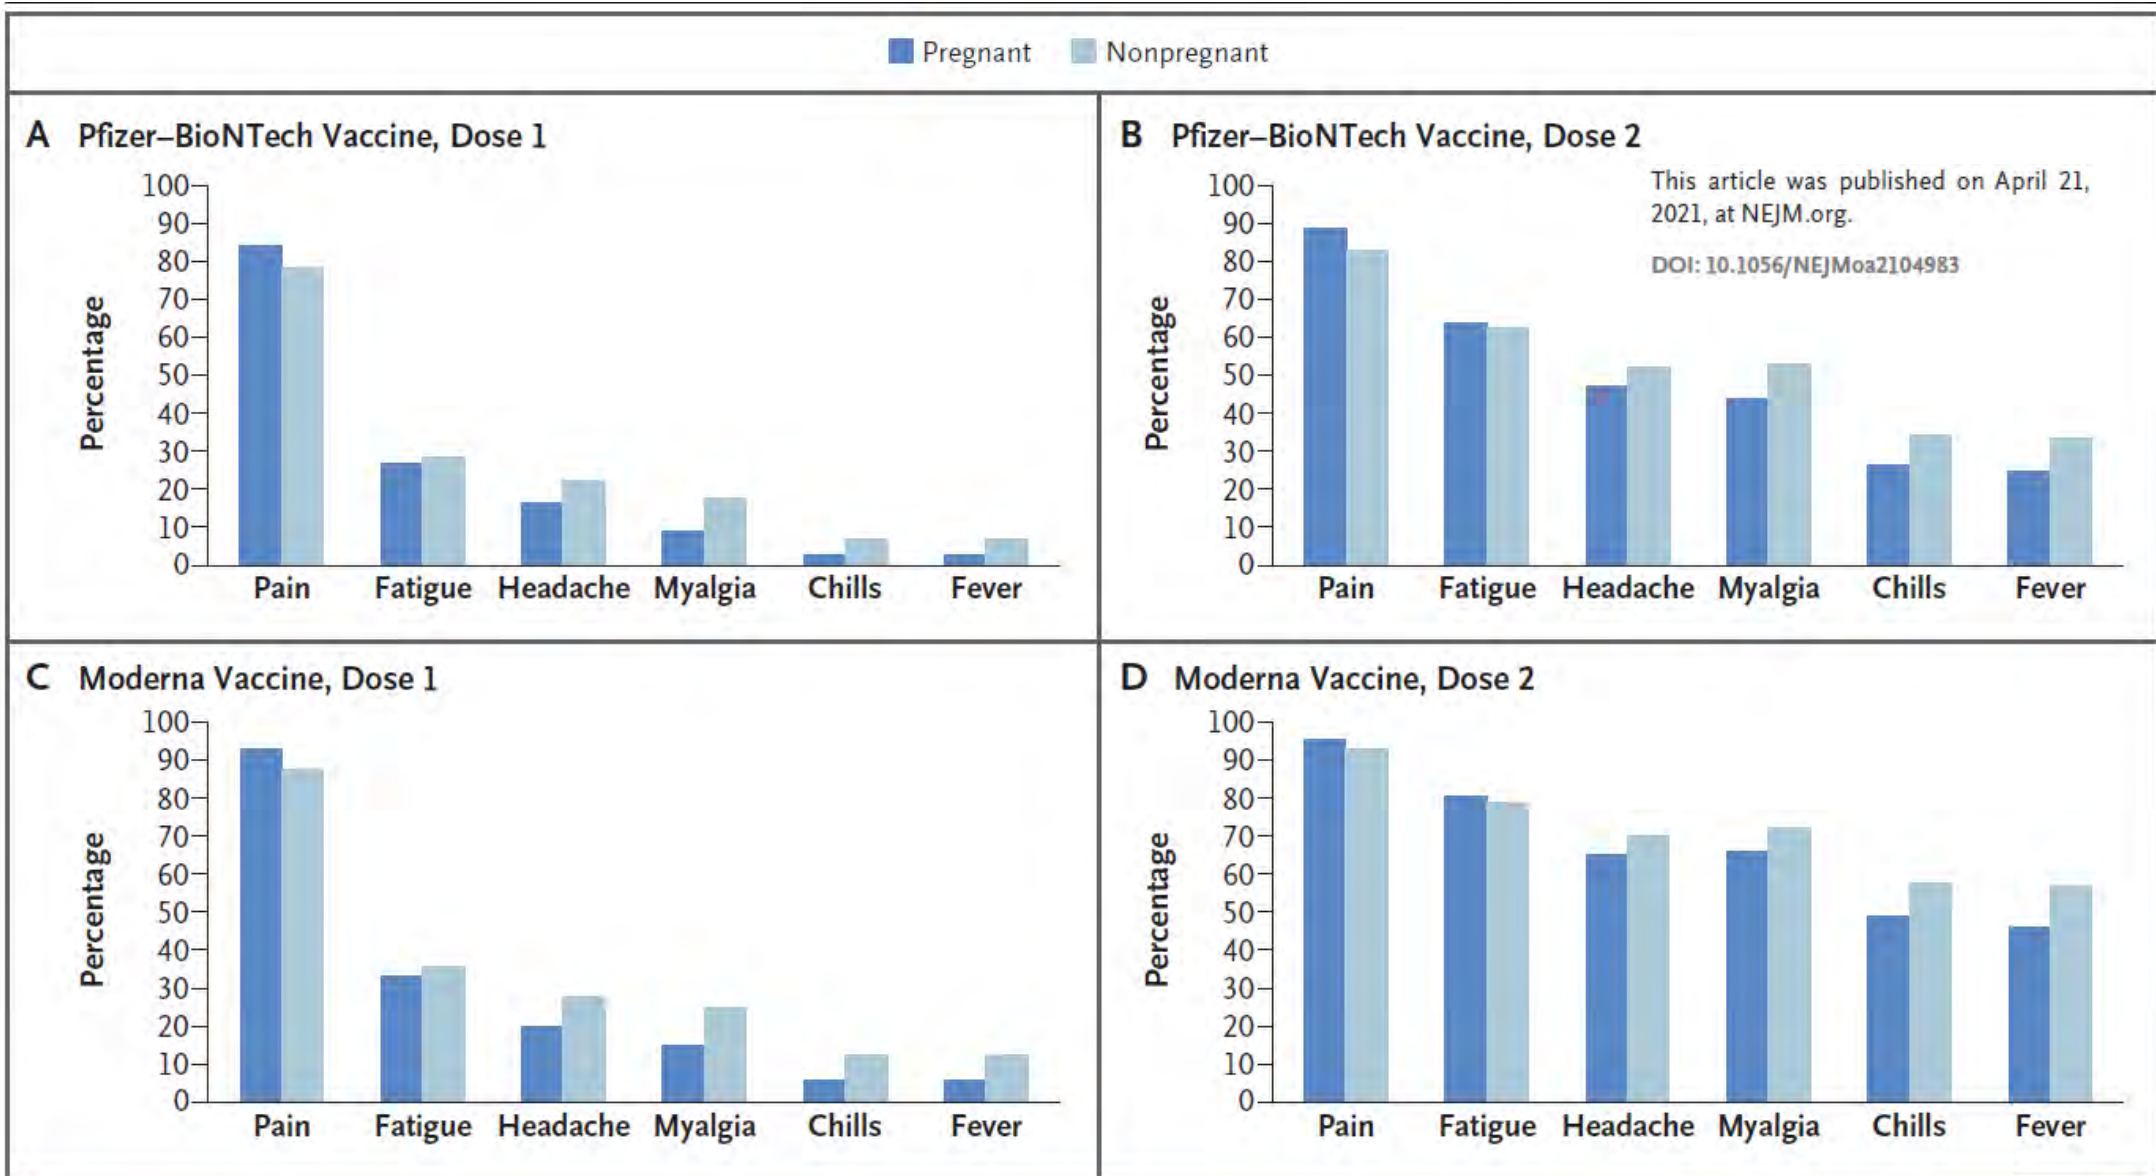 Pregnant Nonpregnant
A Pfizer–BioNTech Vaccine, Dose 1
100
90
80
70
60
50
40
30
20
10
0
Percentage
Pain Fatigue Headache Myalgia Chills Fever
B Pfizer–BioNTech Vaccine, Dose 2
This article was published on April 21,
2021, at NEJM.org.
DOI: 10.1056/NEJMoa2104983
100
90
80
70
60
50
40
30
20
10
0
Percentage
Pain Fatigue Headache Myalgia Chills Fever
C Moderna Vaccine, Dose 1
100
90
80
70
60
50
40
30
20
10
0
Percentage
Pain Fatigue Headache Myalgia Chills Fever
D Moderna Vaccine, Dose 2
100
90
80
70
60
50
40
30
20
10
0
Percentage
Pain Fatigue Headache Myalgia Chills Fever